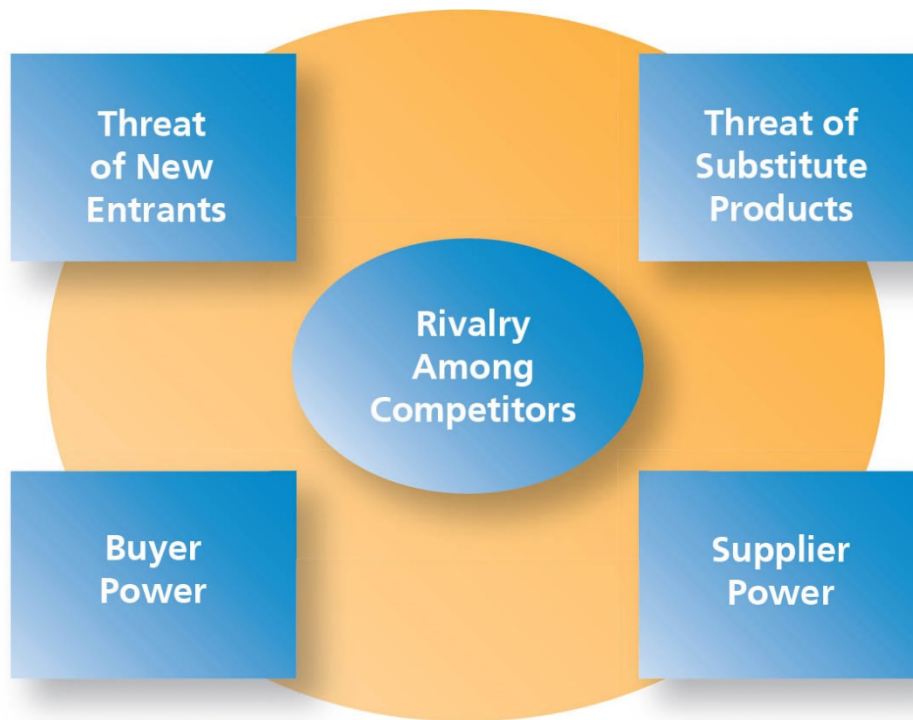 Threat
of New
Entrants
Threat of
Substitute
Products
Rivalry
Among
Competitors
Buyer
Power
Supplier
Power